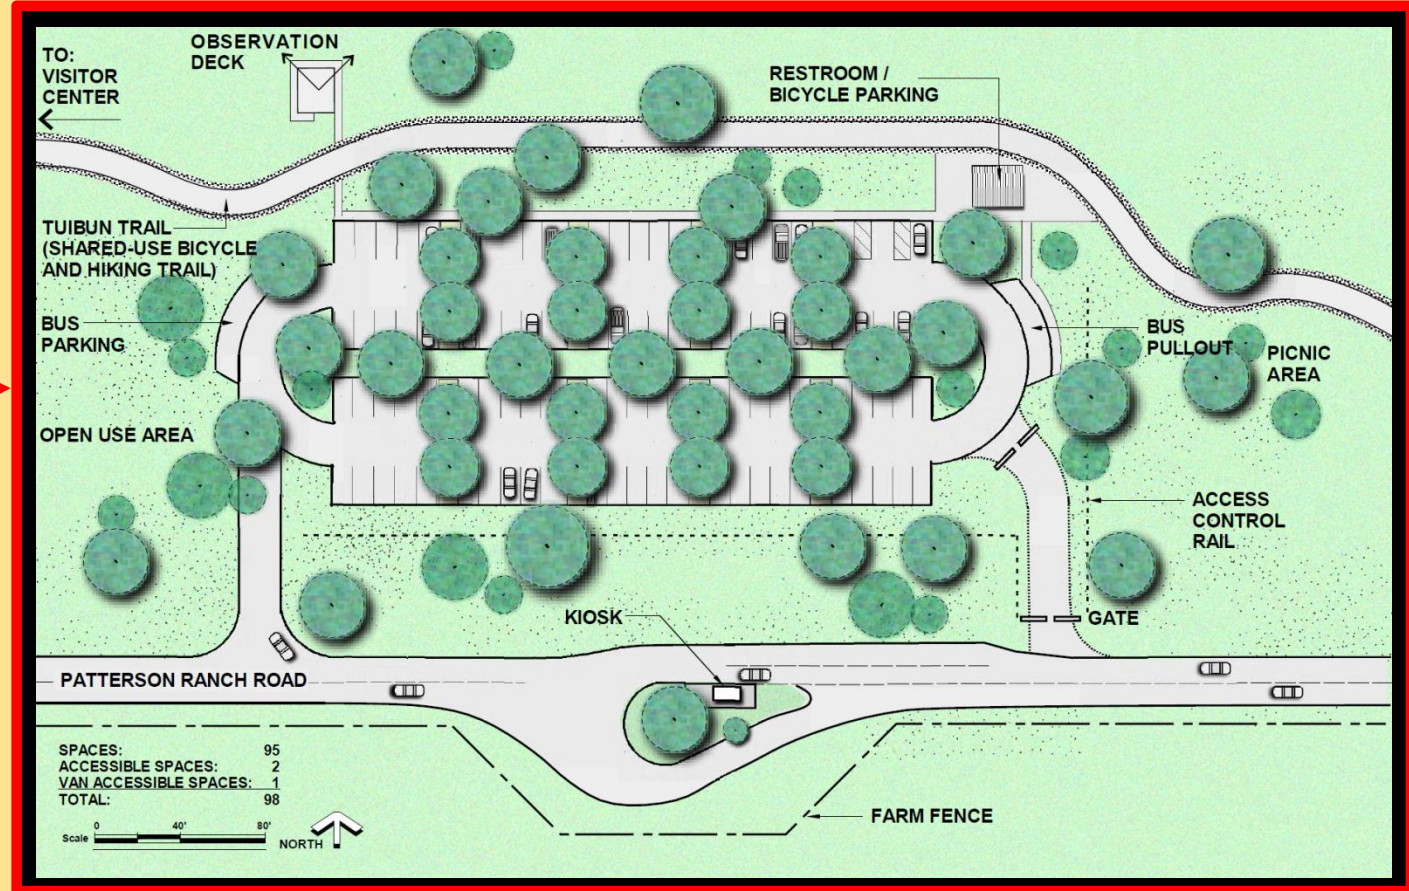 TO:
VISITOR
CENTER
OBSERVATION
DECK
RESTROOM /
BICYCLE PARKING
TUIBUN TRAIL
(SHARED-USE BICYCLE
AND HIKING TRAIL)
BUS
PARKING
BUS
PULLOUT
PICNIC
AREA
OPEN USE AREA
ACCESS
CONTROL
RAIL
KIOSK
GATE
PATTERSON RANCH ROAD
SPACES: 95
ACCESSIBLE SPACES: 2
VAN ACCESSIBLE SPACES: 1
TOTAL: 98
Scale 0 40' 80'
NORTH
FARM FENCE